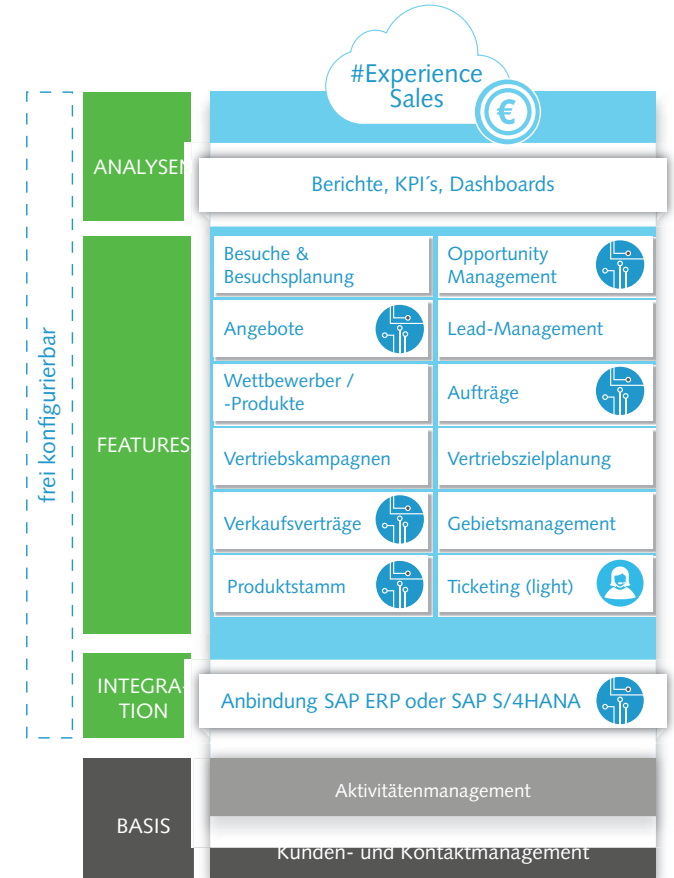 #Experience
Sales
€
frei konfigurierbar
ANALYSEN
Berichte, KPI´s, Dashboards
FEATURES
Besuche &
Besuchsplanung
Opportunity
Management
Angebote
Lead-Management
Wettbewerber /
-Produkte
Aufträge
Vertriebskampagnen
Vertriebszielplanung
Verkaufsverträge
Gebietsmanagement
Produktstamm
Ticketing (light)
INTEGRA-
TION
Anbindung SAP ERP oder SAP S/4HANA
BASIS
Aktivitätenmanagement
Kunden- und Kontaktmanagement